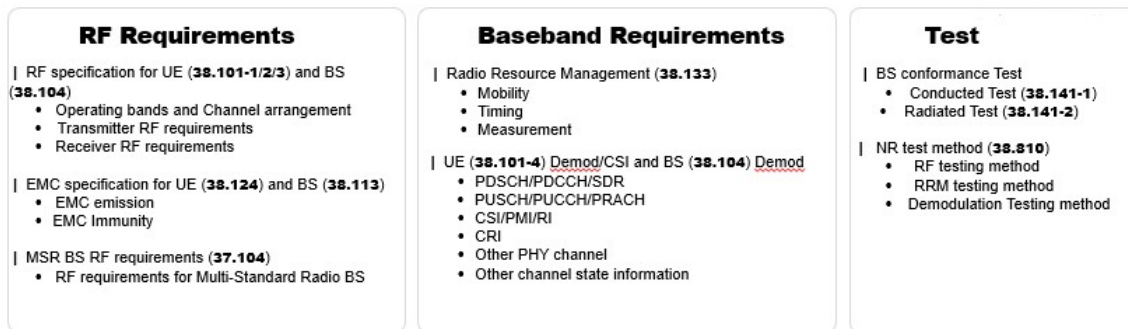 RF Requirements
| RF specification for UE (38.101-1/2/3) and BS
(38.104)
• Operating bands and Channel arrangement
• Transmitter RF requirements
• Receiver RF requirements
| EMC specification for UE (38.124) and BS (38.113)
• EMC emission
• EMC Immunity
| MSR BS RF requirements (37.104)
• RF requirements for Multi-Standard Radio BS
Baseband Requirements
| Radio Resource Management (38.133)
• Mobility
• Timing
• Measurement
| UE (38.101-4) Demod/CSI and BS (38.104) Demod
• PDSCH/PDCCH/SDR
• PUSCH/PUCCH/PRACH
• CSI/PMI/RI
• CRI
• Other PHY channel
• Other channel state information
Test
| BS conformance Test
• Conducted Test (38.141-1)
• Radiated Test (38.141-2)
| NR test method (38.810)
• RF testing method
• RRM testing method
• Demodulation Testing method